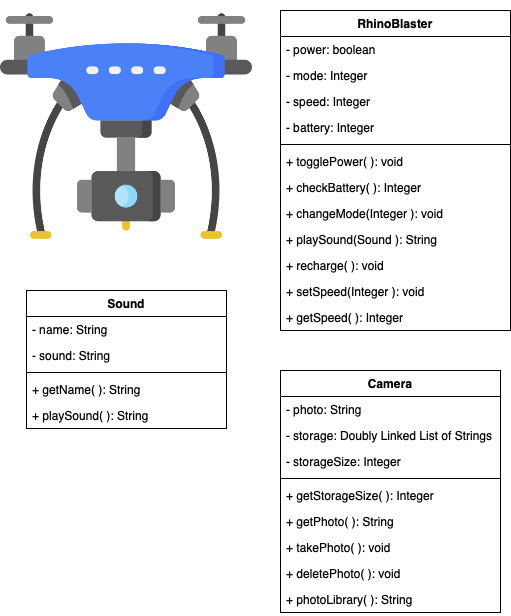 RhinoBlaster
- power: boolean
- mode: Integer
- speed: Integer
- battery: Integer
+ togglePower( ): void
+ checkBattery( ): Integer
+ changeMode(Integer ): void
+ playSound(Sound ): String
+ recharge( ): void
+ setSpeed(Integer ): void
+ getSpeed( ): Integer
Sound
- name: String
- sound: String
+ getName( ): String
+ playSound( ): String
Camera
- photo: String
- storage: Doubly Linked List of Strings
- storageSize: Integer
+ getStorageSize( ): Integer
+ getPhoto( ): String
+ takePhoto( ): void
+ deletePhoto( ): void
+ photoLibrary( ): String